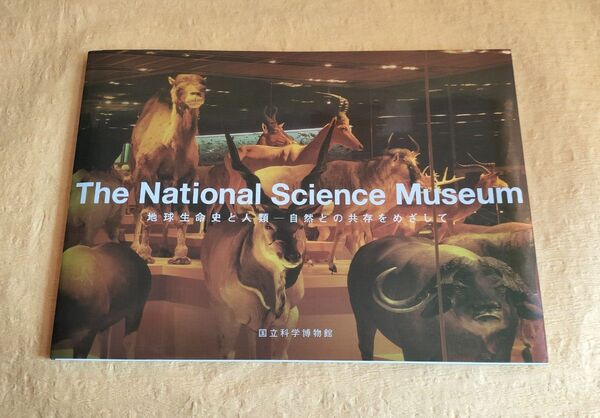 The National Science Museum
地球生命史と人類─自然との共存をめざして
国立科学博物館